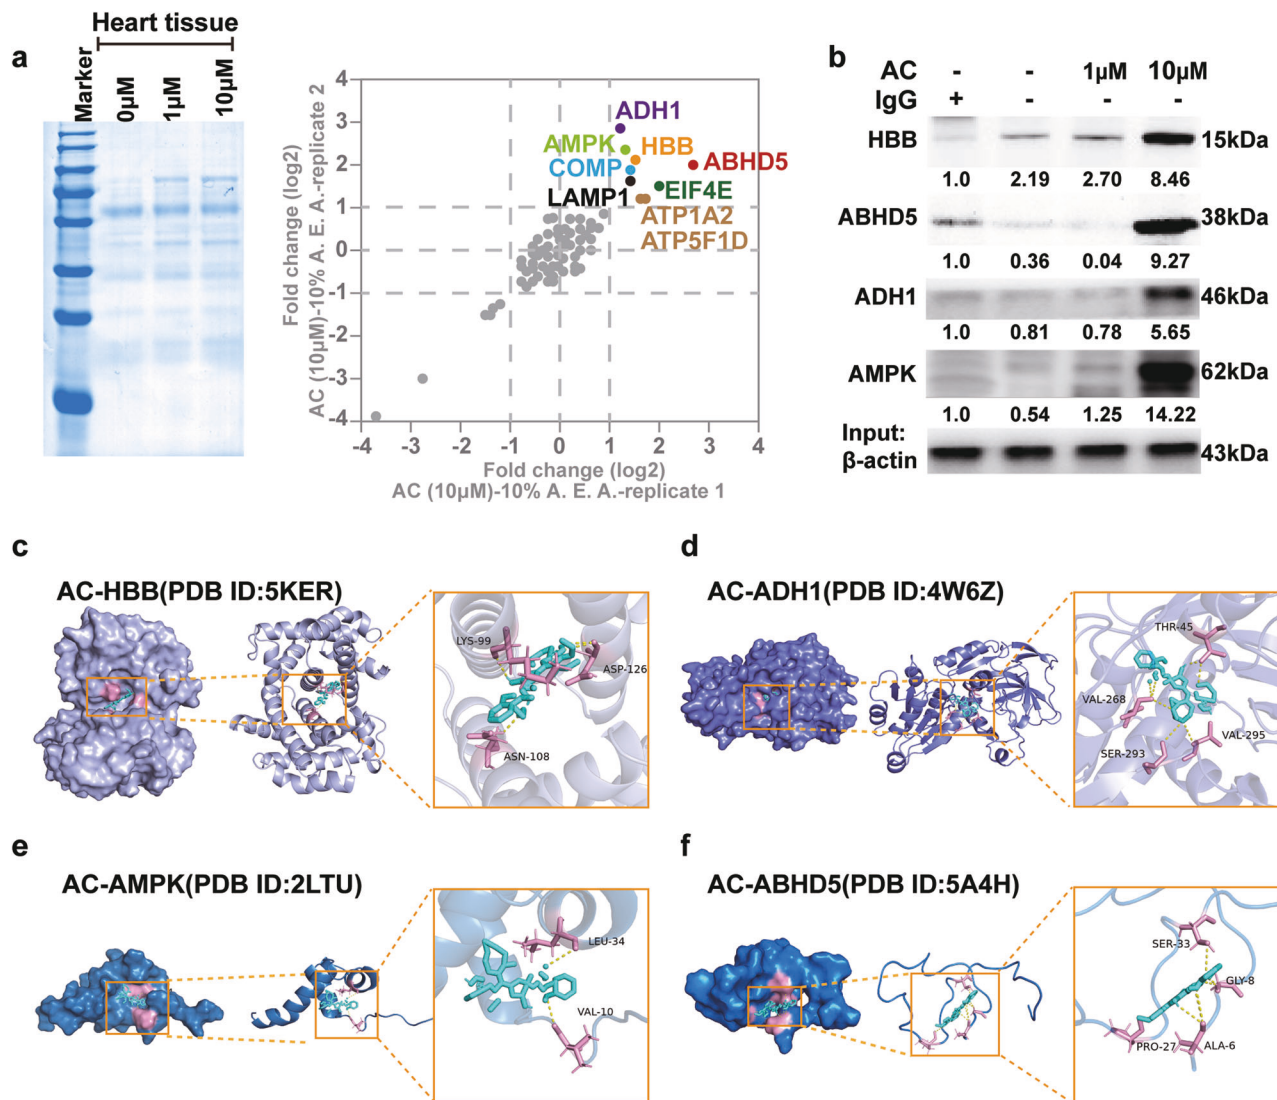 a
Heart tissue
Marker
0μM
1μM
10μM
Fold change (log2)
AC (10μM)-10% A. E. A.-replicate 2
4
3
2
1
0
-1
-2
-3
-4
ADH1
AMPK
HBB
COMP
ABHD5
LAMP1
EIF4E
ATP1A2
ATP5F1D
-4 -3 -2 -1 0 1 2 3 4
Fold change (log2)
AC (10μM)-10% A. E. A.-replicate 1
b
AC - - 1μM 10μM
IgG + - - -
HBB 15kDa
1.0 2.19 2.70 8.46
ABHD5 38kDa
1.0 0.36 0.04 9.27
ADH1 46kDa
1.0 0.81 0.78 5.65
AMPK 62kDa
1.0 0.54 1.25 14.22
Input:
β-actin 43kDa
c
AC-HBB(PDB ID:5KER)
LYS-99
ASP-126
ASN-108
d
AC-ADH1(PDB ID:4W6Z)
THR-45
VAL-268
VAL-295
SER-293
e
AC-AMPK(PDB ID:2LTU)
LEU-34
VAL-10
f
AC-ABHD5(PDB ID:5A4H)
SER-33
GLY-8
PRO-27
ALA-6